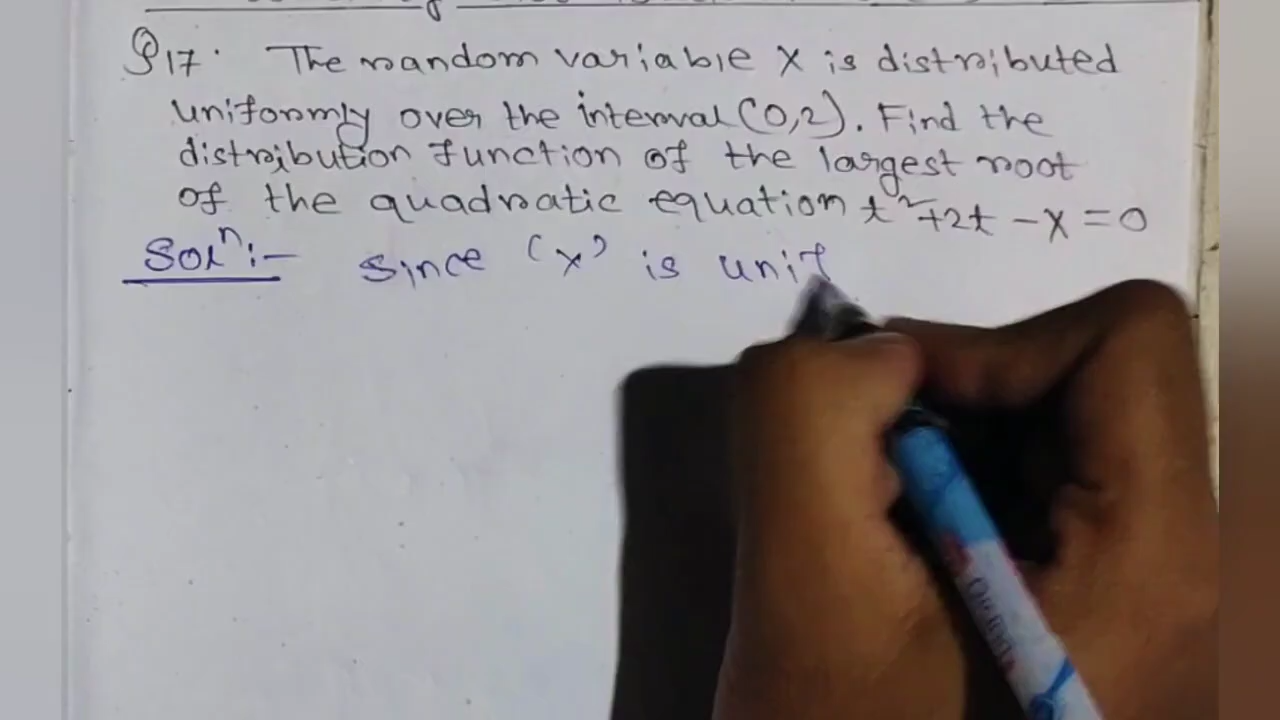 Q17. The random variable X is distributed
uniformly over the interval (0,2). Find the
distribution function of the largest root
of the quadratic equation t²+2t-X=0
Solⁿ:- Since 'x' is unif